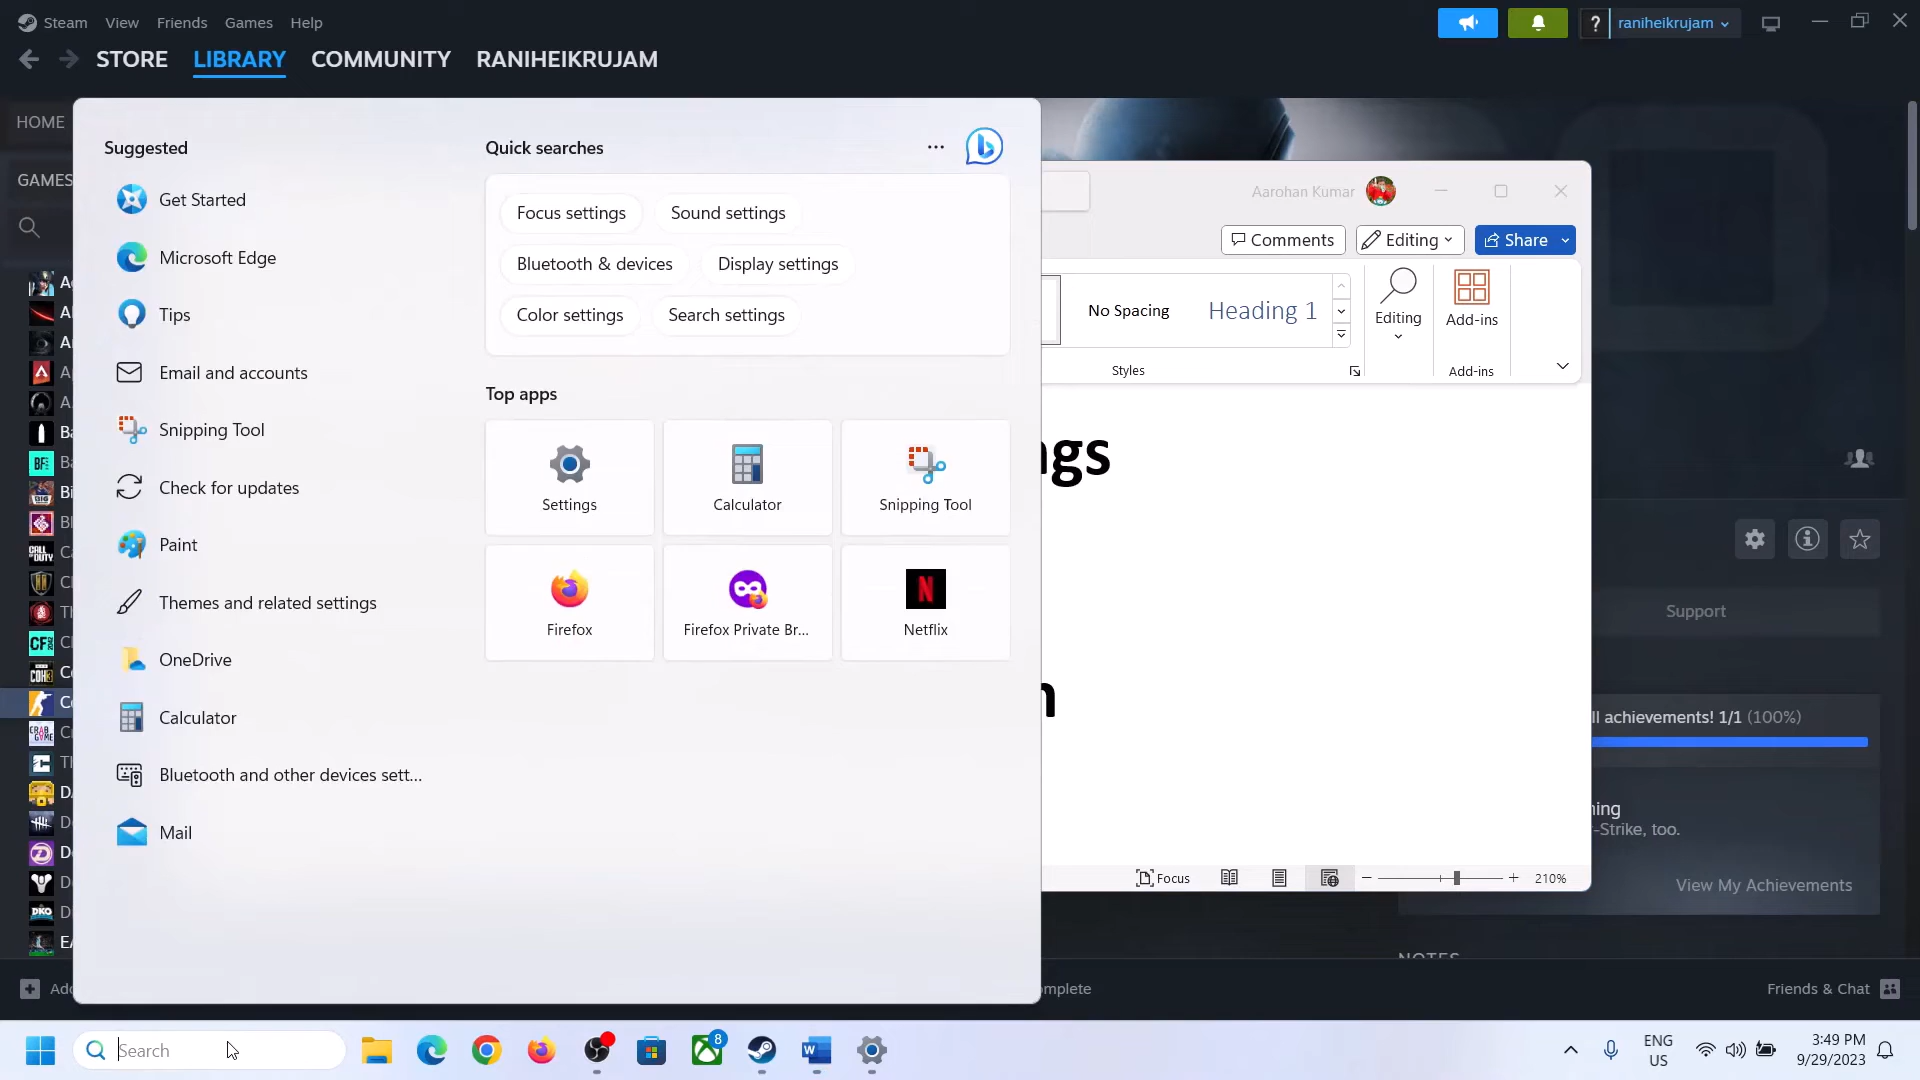 Steam View Friends Games Help
? raniheikrujam
STORE LIBRARY COMMUNITY RANIHEIKRUJAM
HOME
GAMES
Suggested
Get Started
Microsoft Edge
Tips
Email and accounts
Snipping Tool
Check for updates
Paint
Themes and related settings
OneDrive
Calculator
Bluetooth and other devices sett...
Mail
Quick searches
Focus settings Sound settings
Bluetooth & devices Display settings
Color settings Search settings
Top apps
Settings Calculator Snipping Tool
Firefox Firefox Private Br... Netflix
Aarohan Kumar
Comments Editing Share
No Spacing Heading 1
Editing Add-ins
Styles Add-ins
ngs
n
Focus 210%
Support
ll achievements! 1/1 (100%)
ning
-Strike, too.
View My Achievements
NOTES
Add
mplete
Friends & Chat
Search
8
ENG
US
3:49 PM
9/29/2023